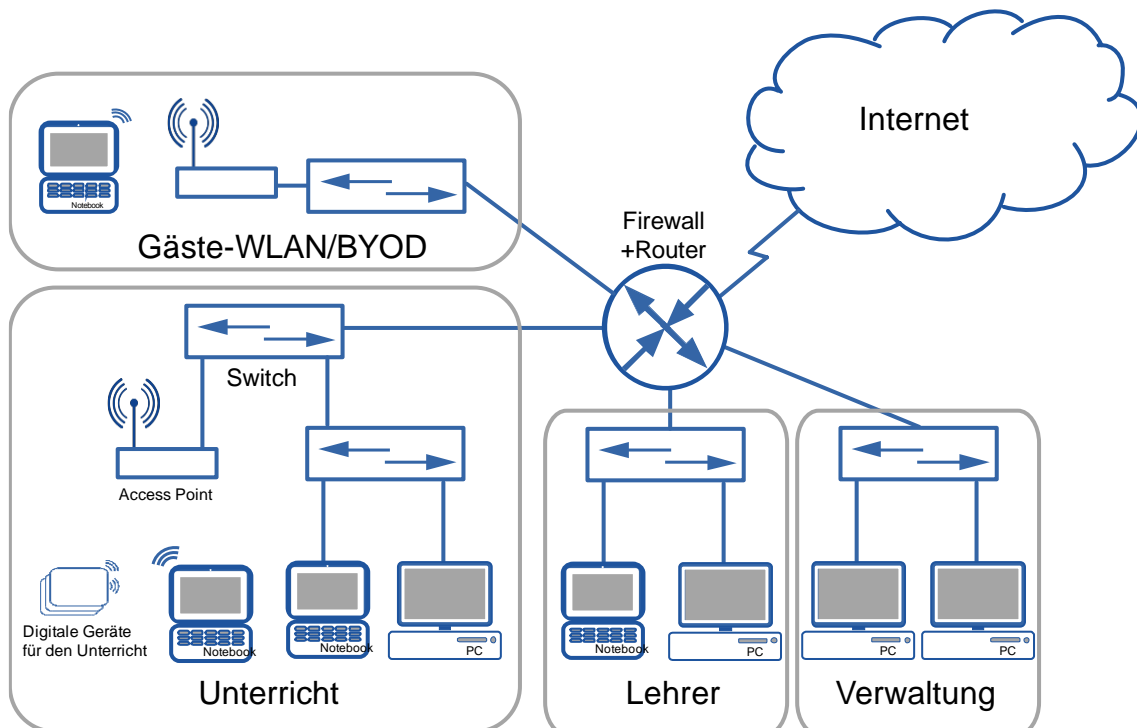 Internet
Notebook
Firewall
+Router
Gäste-WLAN/BYOD
Switch
Access Point
Digitale Geräte
für den Unterricht
Notebook
Notebook
PC
Notebook
PC
PC
PC
Unterricht
Lehrer
Verwaltung